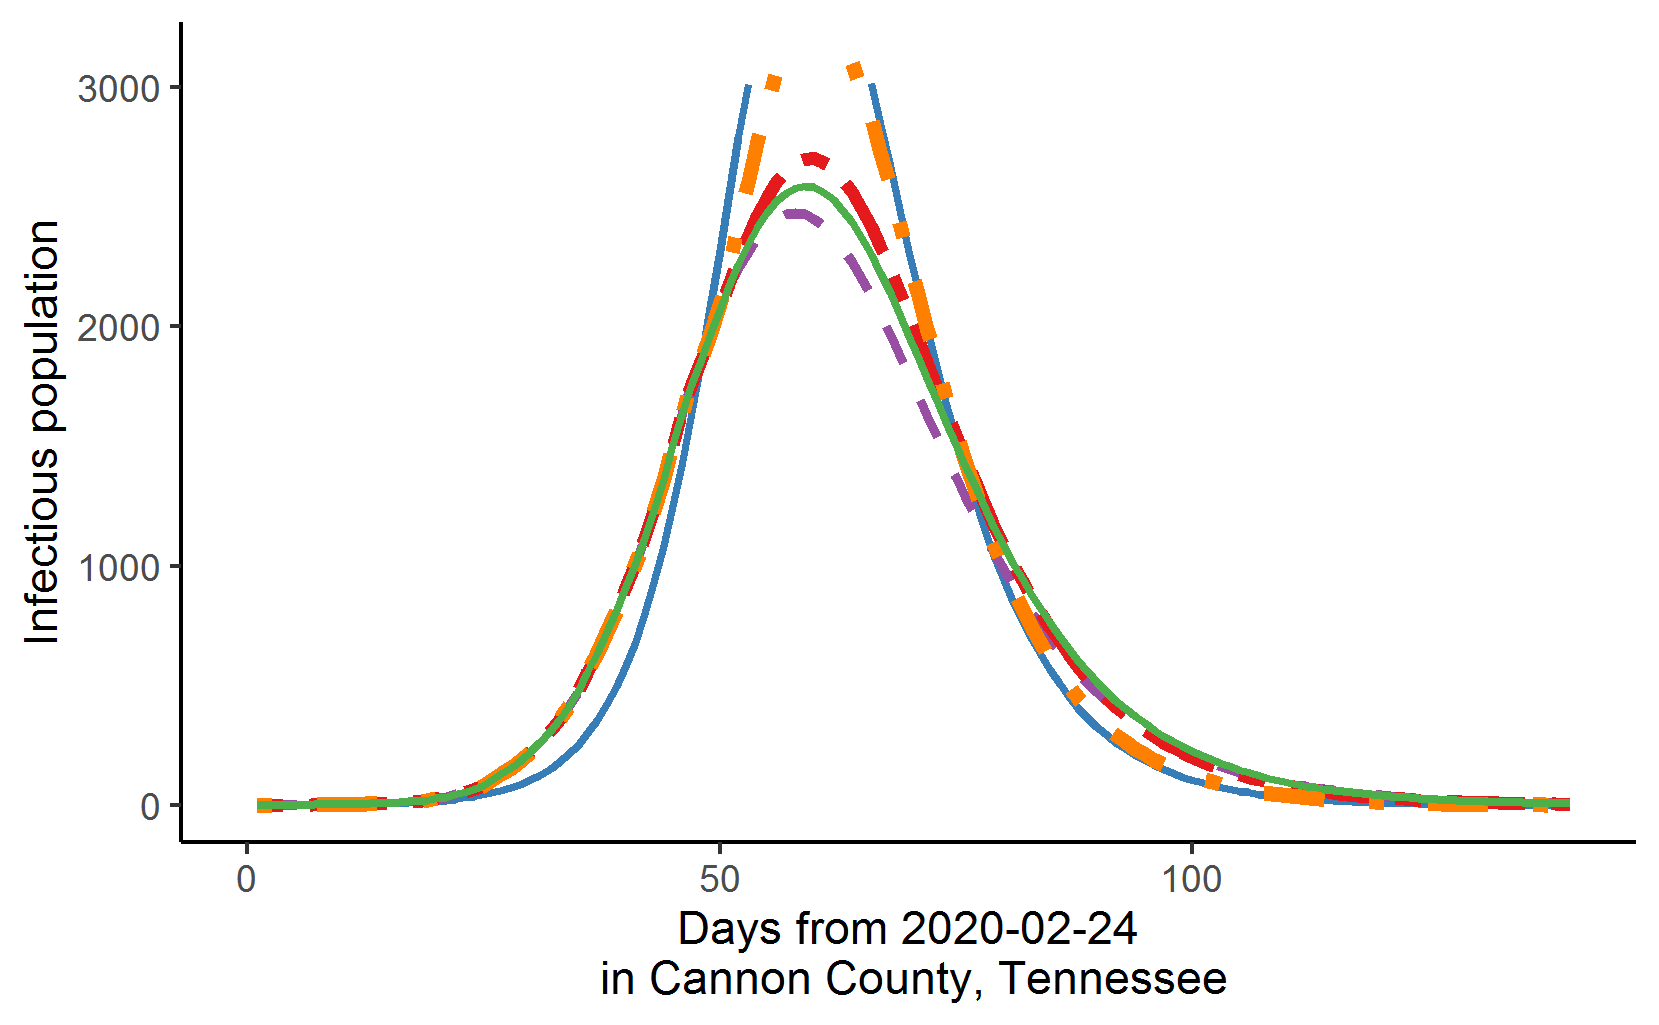 Infectious population
3000
2000
1000
0
0 50 100
Days from 2020-02-24
in Cannon County, Tennessee